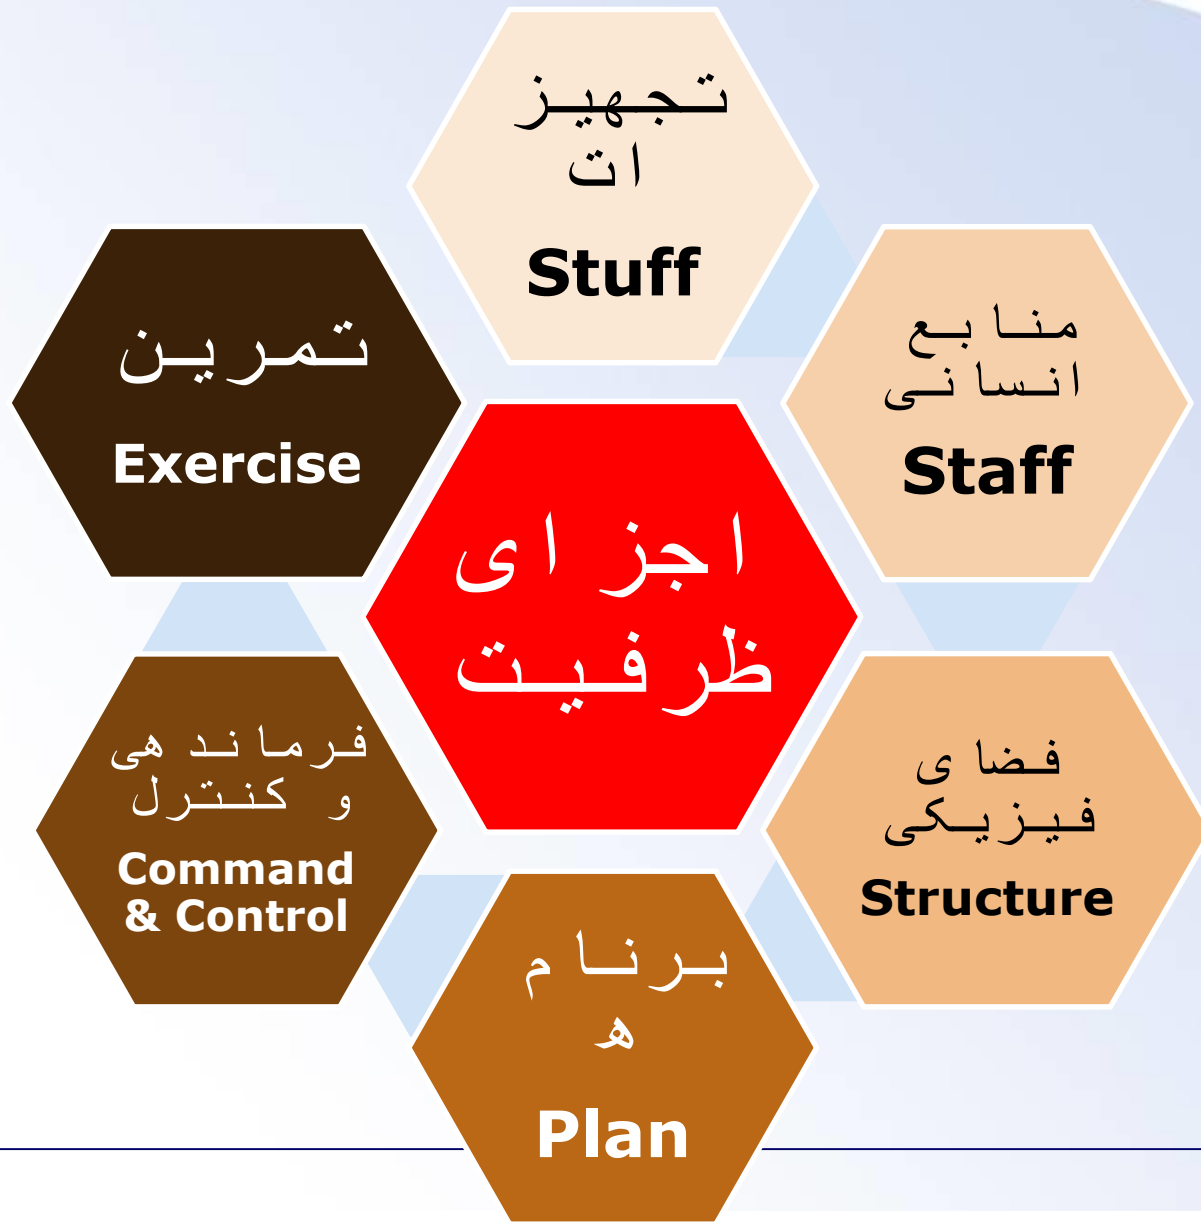 تجهیز
ات
Stuff
منابع
انسانی
Staff
تمرین
Exercise
اجزای
ظرفیت
فرماندهی
و کنترل
Command
& Control
فضای
فیزیکی
Structure
برنام
ه
Plan